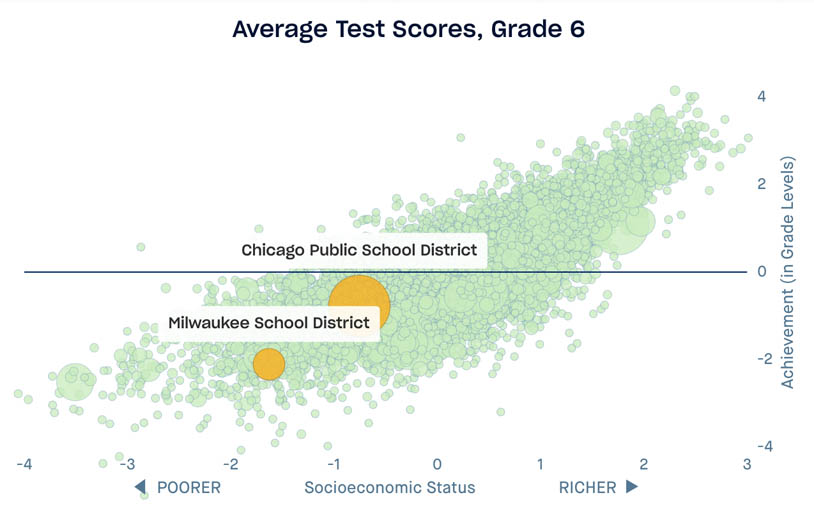 Average Test Scores, Grade 6
4
2
Chicago Public School District
0
Milwaukee School District
-2
-4
Achievement (in Grade Levels)
-4 -3 -2 -1 0 1 2 3
◀ POORER Socioeconomic Status RICHER ▶